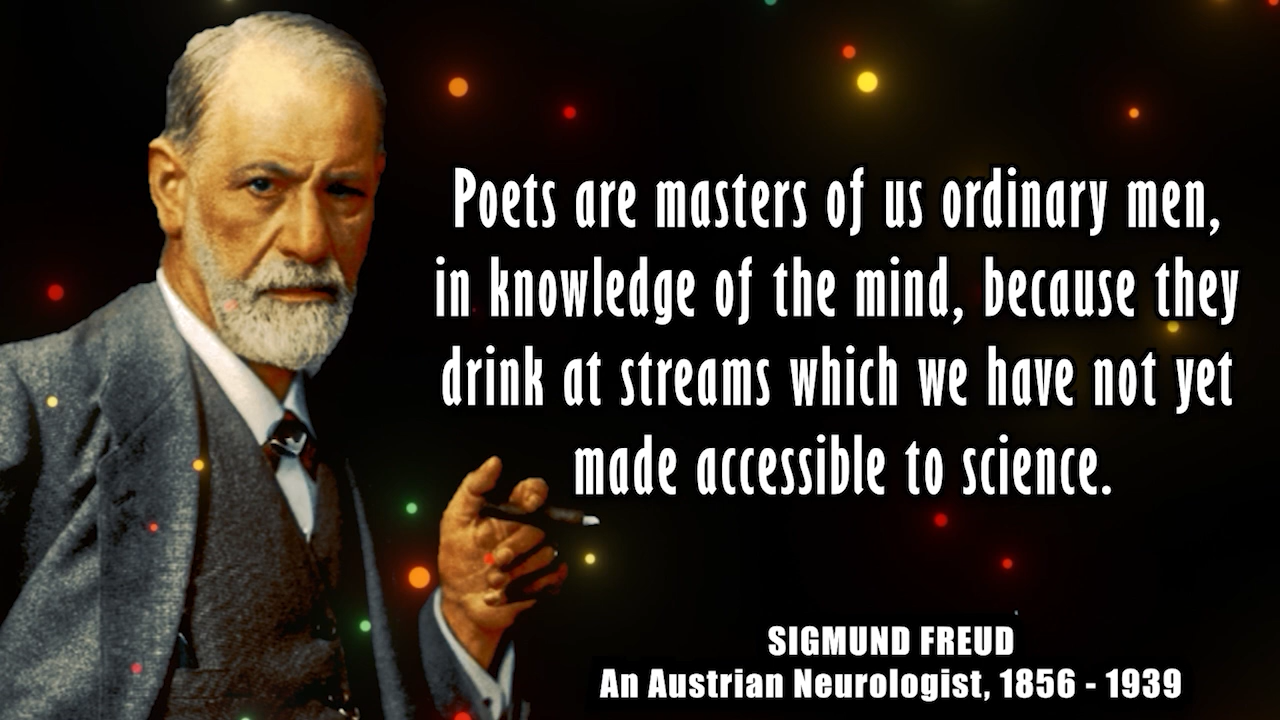 Poets are masters of us ordinary men,
in knowledge of the mind, because they
drink at streams which we have not yet
made accessible to science.
SIGMUND FREUD
An Austrian Neurologist, 1856 - 1939